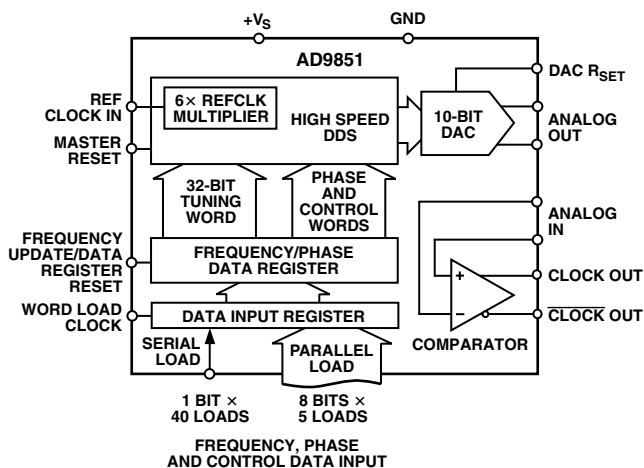 +VS
GND
AD9851
REF
CLOCK IN
6× REFCLK
MULTIPLIER
HIGH SPEED
DDS
10-BIT
DAC
DAC RSET
ANALOG
OUT
MASTER
RESET
32-BIT
TUNING
WORD
PHASE
AND
CONTROL
WORDS
ANALOG
IN
FREQUENCY
UPDATE/DATA
REGISTER
RESET
FREQUENCY/PHASE
DATA REGISTER
+
–
CLOCK OUT
CLOCK OUT
COMPARATOR
WORD LOAD
CLOCK
DATA INPUT REGISTER
SERIAL
LOAD
PARALLEL
LOAD
1 BIT ×
40 LOADS
8 BITS ×
5 LOADS
FREQUENCY, PHASE
AND CONTROL DATA INPUT